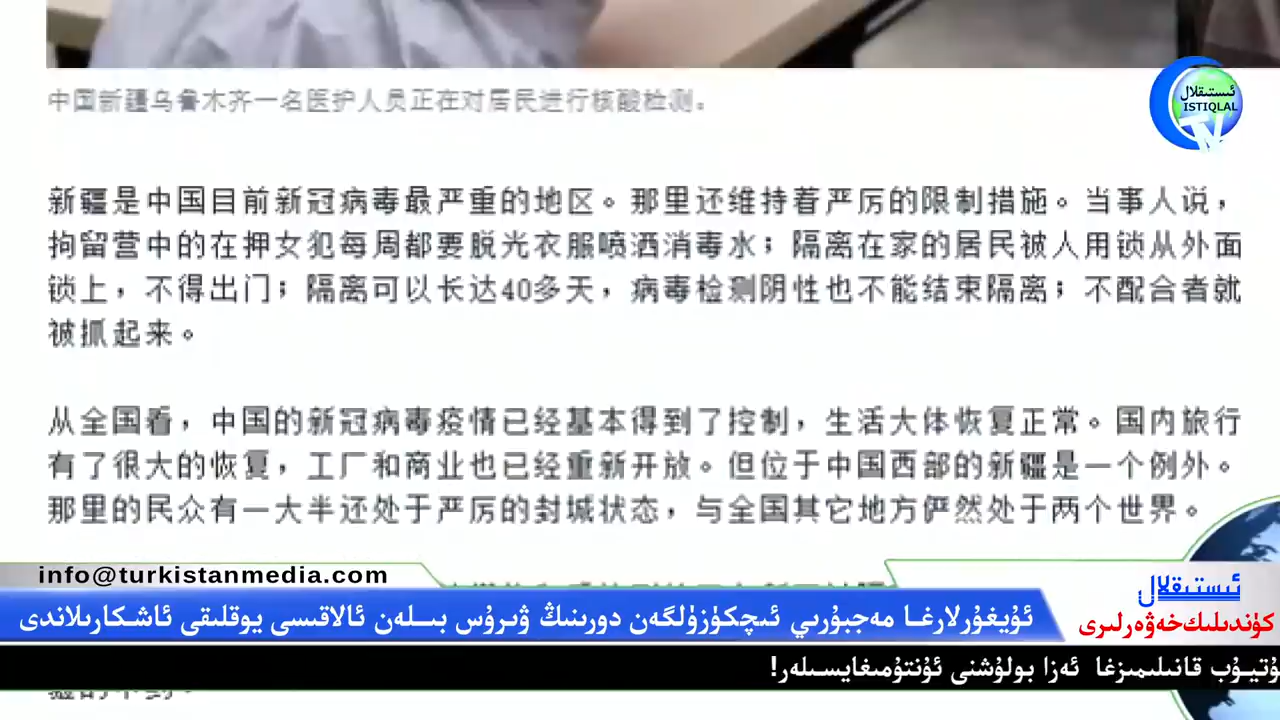 中国新疆乌鲁木齐一名医护人员正在对居民进行核酸检测。
ئىستىقلال
ISTIQLAL
TV
新疆是中国目前新冠病毒最严重的地区。那里还维持着严厉的限制措施。当事人说，
拘留营中的在押女犯每周都要脱光衣服喷洒消毒水；隔离在家的居民被人用锁从外面
锁上，不得出门；隔离可以长达40多天，病毒检测阴性也不能结束隔离；不配合者就
被抓起来。
从全国看，中国的新冠病毒疫情已经基本得到了控制，生活大体恢复正常。国内旅行
有了很大的恢复，工厂和商业也已经重新开放。但位于中国西部的新疆是一个例外。
那里的民众有一大半还处于严厉的封城状态，与全国其它地方俨然处于两个世界。
info@turkistanmedia.com
ئىستىقلال
كۈندىلىك خەۋەرلىرى
ئۇيغۇرلارغا مەجبۇرىي ئىچكۈزۈلگەن دورىنىڭ ۋىرۇس بىلەن ئالاقىسى يوقلىقى ئاشكارىلاندى
ۇتيۇب قانىلىمىزغا ئەزا بولۇشنى ئۇنتۇمىغايسىلەر!